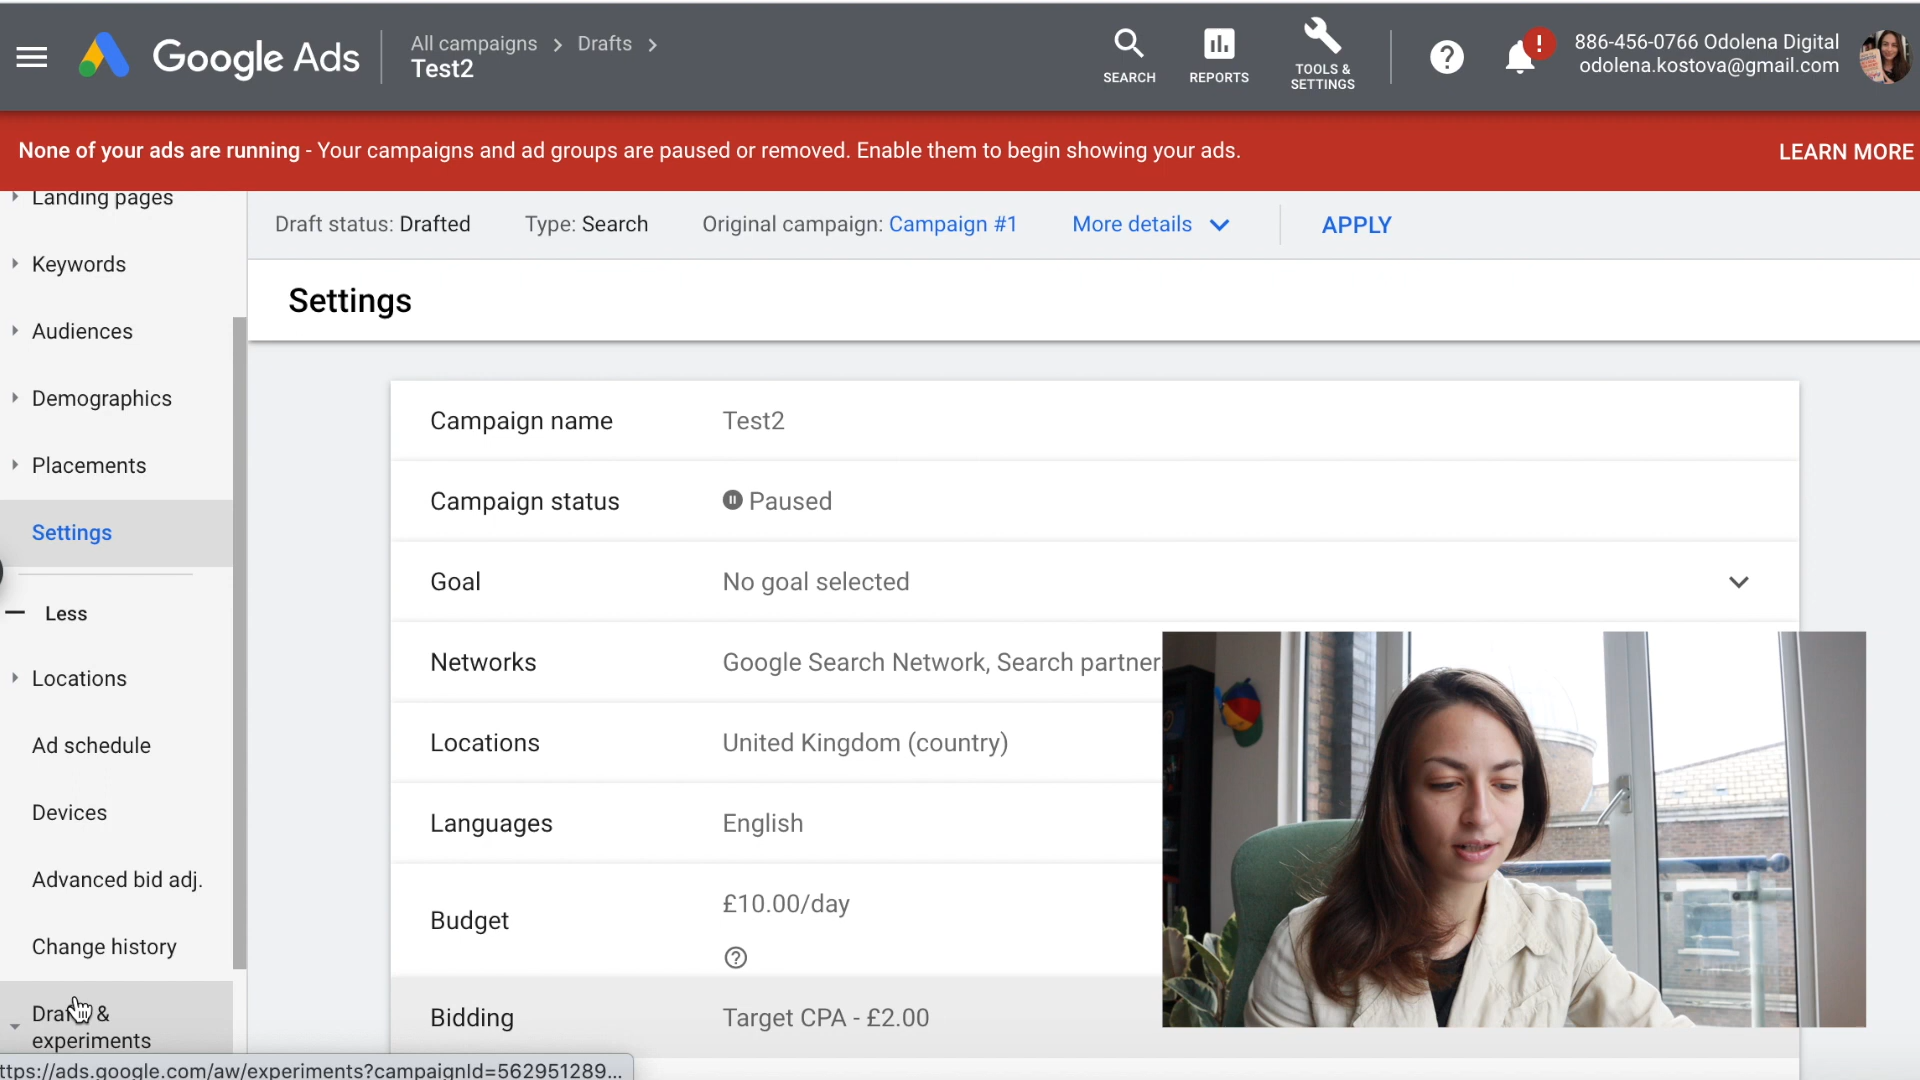 Google Ads
All campaigns > Drafts >
Test2
SEARCH
REPORTS
TOOLS &
SETTINGS
886-456-0766 Odolena Digital
odolena.kostova@gmail.com
None of your ads are running - Your campaigns and ad groups are paused or removed. Enable them to begin showing your ads.
LEARN MORE
Landing pages
Keywords
Audiences
Demographics
Placements
Settings
Less
Locations
Ad schedule
Devices
Advanced bid adj.
Change history
experiments
ttps://ads.google.com/aw/experiments?campaignId=562951289...
Draft status: Drafted
Type: Search
Original campaign: Campaign #1
More details
APPLY
Settings
Campaign name Test2
Campaign status Paused
Goal No goal selected
Networks Google Search Network, Search partner
Locations United Kingdom (country)
Languages English
Budget £10.00/day
Bidding Target CPA - £2.00